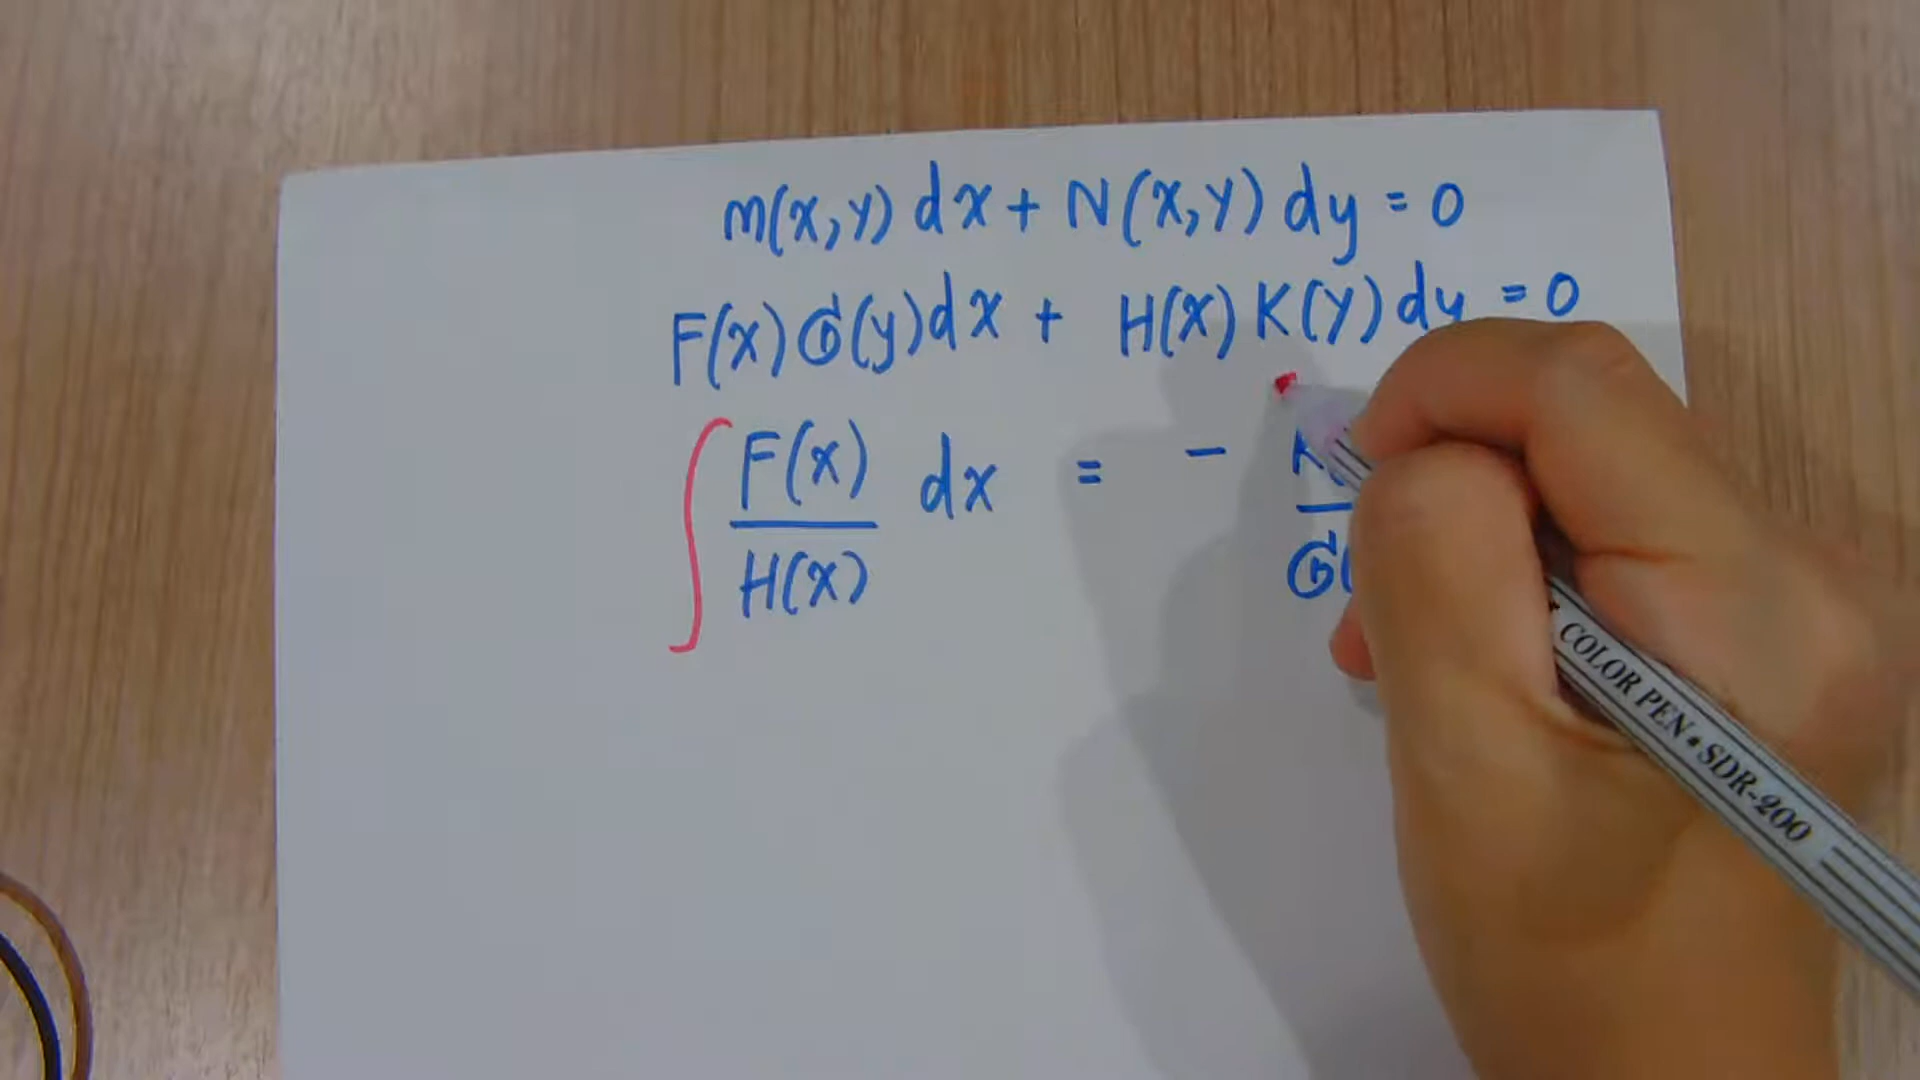 m(x,y) dx + N(x,y) dy = 0
F(x)G(y)dx + H(x)K(y)dy = 0
∫ F(x)/H(x) dx = - K/G(
COLOR PEN • SDR-200